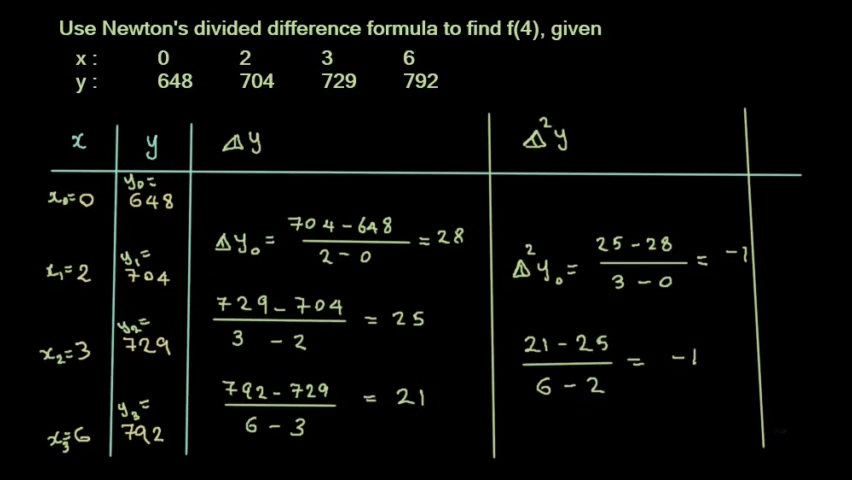 Use Newton's divided difference formula to find f(4), given
x : 0 2 3 6
y : 648 704 729 792
x y Δy Δ²y
x₀=0 y₀= 648
Δy₀ = 704-648 / 2-0 = 28
Δ²y₀ = 25-28 / 3-0 = -1
x₁=2 y₁= 704
729-704 / 3-2 = 25
21-25 / 6-2 = -1
x₂=3 y₂= 729
792-729 / 6-3 = 21
x₃=6 y₃= 792